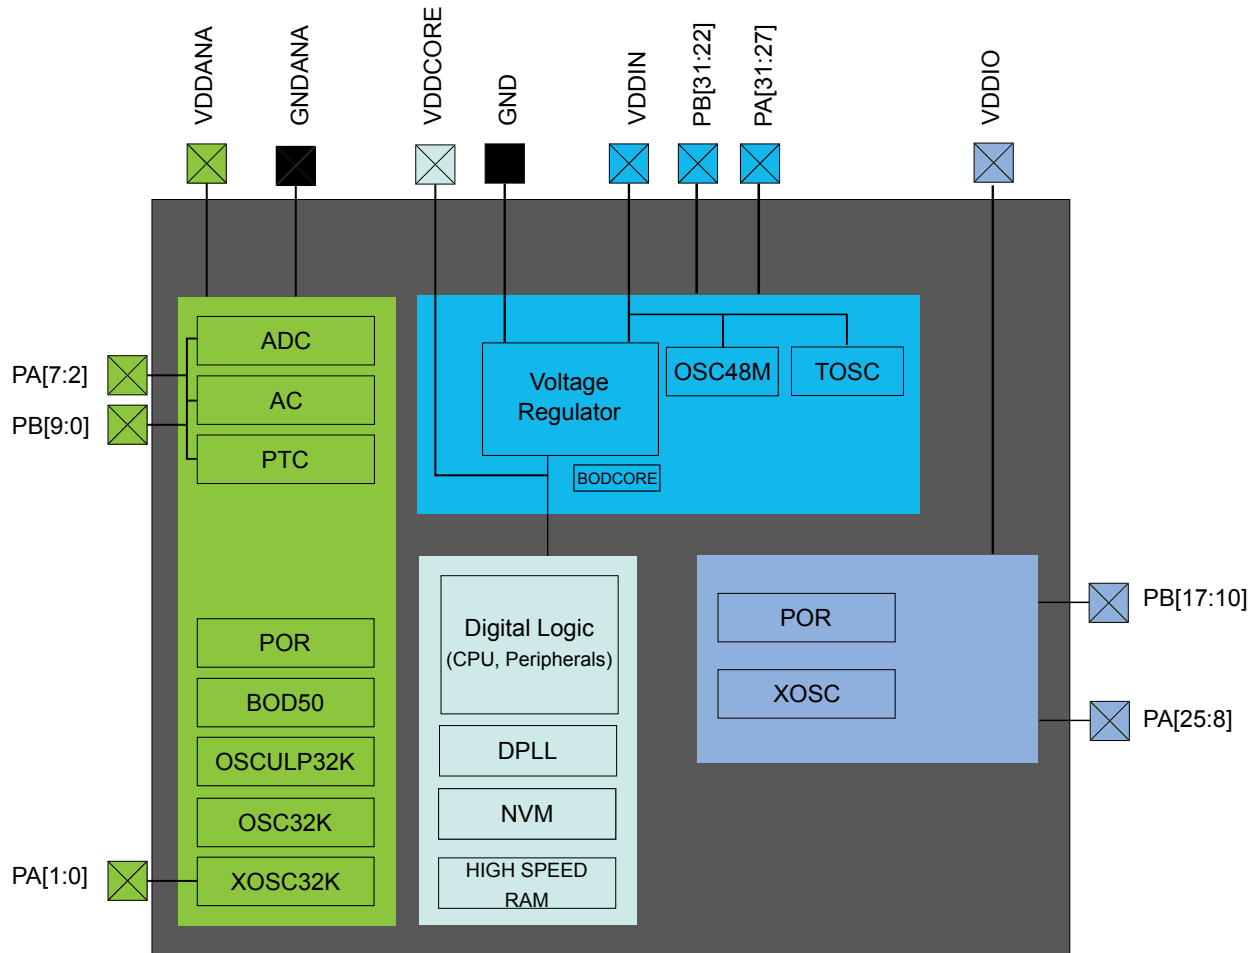 VDDANA
GNDANA
VDDCORE
GND
VDDIN
PB[31:22]
PA[31:27]
VDDIO
PA[7:2]
PB[9:0]
PA[1:0]
ADC
AC
PTC
POR
BOD50
OSCULP32K
OSC32K
XOSC32K
Voltage
Regulator
OSC48M
TOSC
BODCORE
Digital Logic
(CPU, Peripherals)
DPLL
NVM
HIGH SPEED
RAM
POR
XOSC
PB[17:10]
PA[25:8]